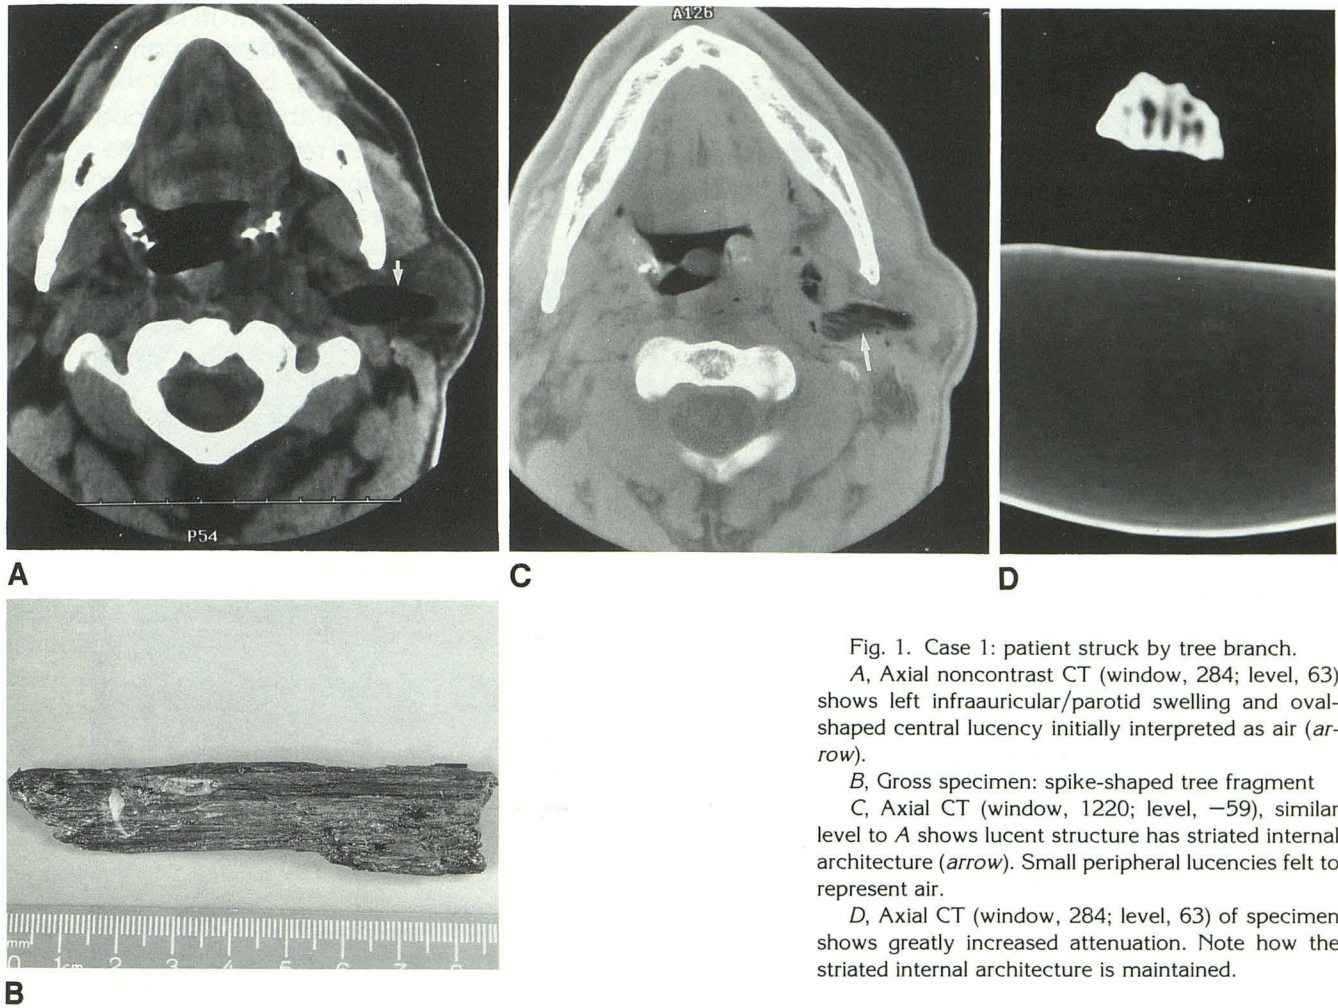 A126
P54
A
C
D
mm
0 1cm 2 3 4 5 6 7 8
B
Fig. 1. Case 1: patient struck by tree branch.
A, Axial noncontrast CT (window, 284; level, 63)
shows left infraauricular/parotid swelling and oval-
shaped central lucency initially interpreted as air (ar-
row).
B, Gross specimen: spike-shaped tree fragment
C, Axial CT (window, 1220; level, −59), similar
level to A shows lucent structure has striated internal
architecture (arrow). Small peripheral lucencies felt to
represent air.
D, Axial CT (window, 284; level, 63) of specimen
shows greatly increased attenuation. Note how the
striated internal architecture is maintained.